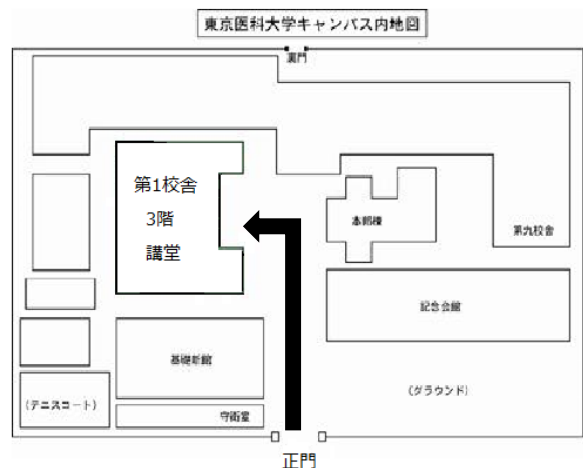 東京医科大学キャンパス内地図
裏門
第1校舎
3階
講堂
本部棟
第九校舎
記念会館
基礎新館
(グラウンド)
(テニスコート)
守衛室
正門